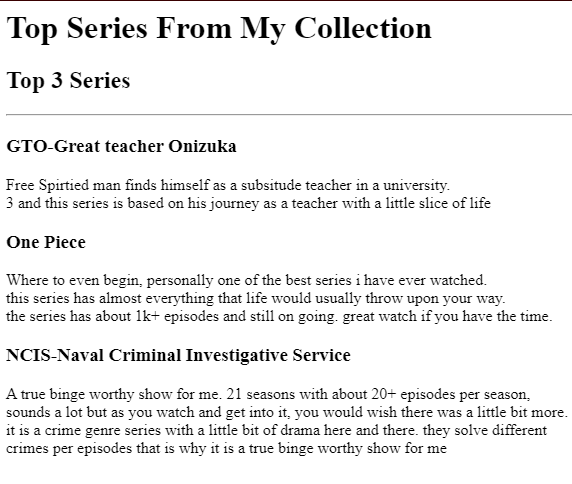 Top Series From My Collection
Top 3 Series
GTO-Great teacher Onizuka
Free Spirtied man finds himself as a subsitude teacher in a university.
3 and this series is based on his journey as a teacher with a little slice of life
One Piece
Where to even begin, personally one of the best series i have ever watched.
this series has almost everything that life would usually throw upon your way.
the series has about 1k+ episodes and still on going. great watch if you have the time.
NCIS-Naval Criminal Investigative Service
A true binge worthy show for me. 21 seasons with about 20+ episodes per season,
sounds a lot but as you watch and get into it, you would wish there was a little bit more.
it is a crime genre series with a little bit of drama here and there. they solve different
crimes per episodes that is why it is a true binge worthy show for me